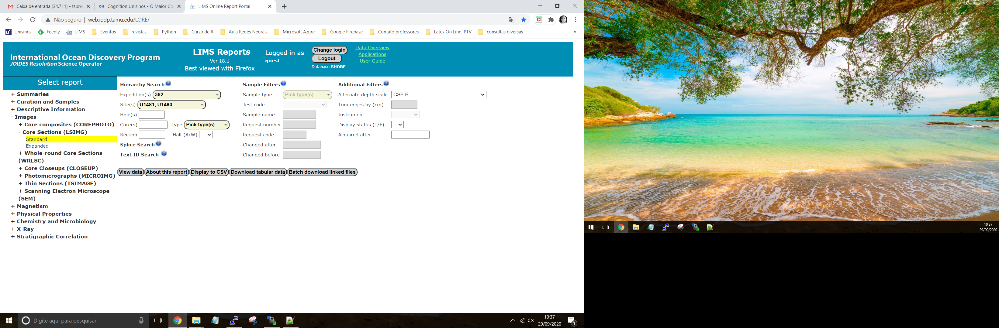 Caixa de entrada (34.711) - tsbre
Cognition Unisinos - O Maior Co
LIMS Online Report Portal
Não seguro | web.iodp.tamu.edu/LORE/
Unisinos Feedly LIMS Eventos revistas Python Curso de R Aula Redes Neurais Microsoft Azure Google Firebase Contato professores Latex On Line IPTV consultas diversas »
International Ocean Discovery Program
JOIDES Resolution Science Operator
LIMS Reports
Ver 18.1
Best viewed with Firefox
Logged in as
guest
Change login
Logout
Database SHORE
Data Overview
Applications
User Guide
Select report
+ Summaries
+ Curation and Samples
+ Descriptive Information
- Images
+ Core composites (COREPHOTO)
- Core Sections (LSIMG)
Standard
Expanded
+ Whole-round Core Sections
(WRLSC)
+ Core Closeups (CLOSEUP)
+ Photomicrographs (MICROIMG)
+ Thin Sections (TSIMAGE)
+ Scanning Electron Microscope
(SEM)
+ Magnetism
+ Physical Properties
+ Chemistry and Microbiology
+ X-Ray
+ Stratigraphic Correlation
Hierarchy Search ?
Expedition(s) 362
Site(s) U1481, U1480
Hole(s)
Core(s) Type Pick type(s)
Section Half (A/W)
Splice Search ?
Text ID Search ?
Sample Filters ?
Sample type Pick type(s)
Test code
Sample name
Request number
Request code
Changed after
Changed before
Additional Filters ?
Alternate depth scale CSF-B
Trim edges by (cm)
Instrument
Display status (T/F)
Acquired after
View data About this report Display to CSV Download tabular data Batch download linked files
Digite aqui para pesquisar
10:37
29/09/2020
1
10:37
29/09/2020